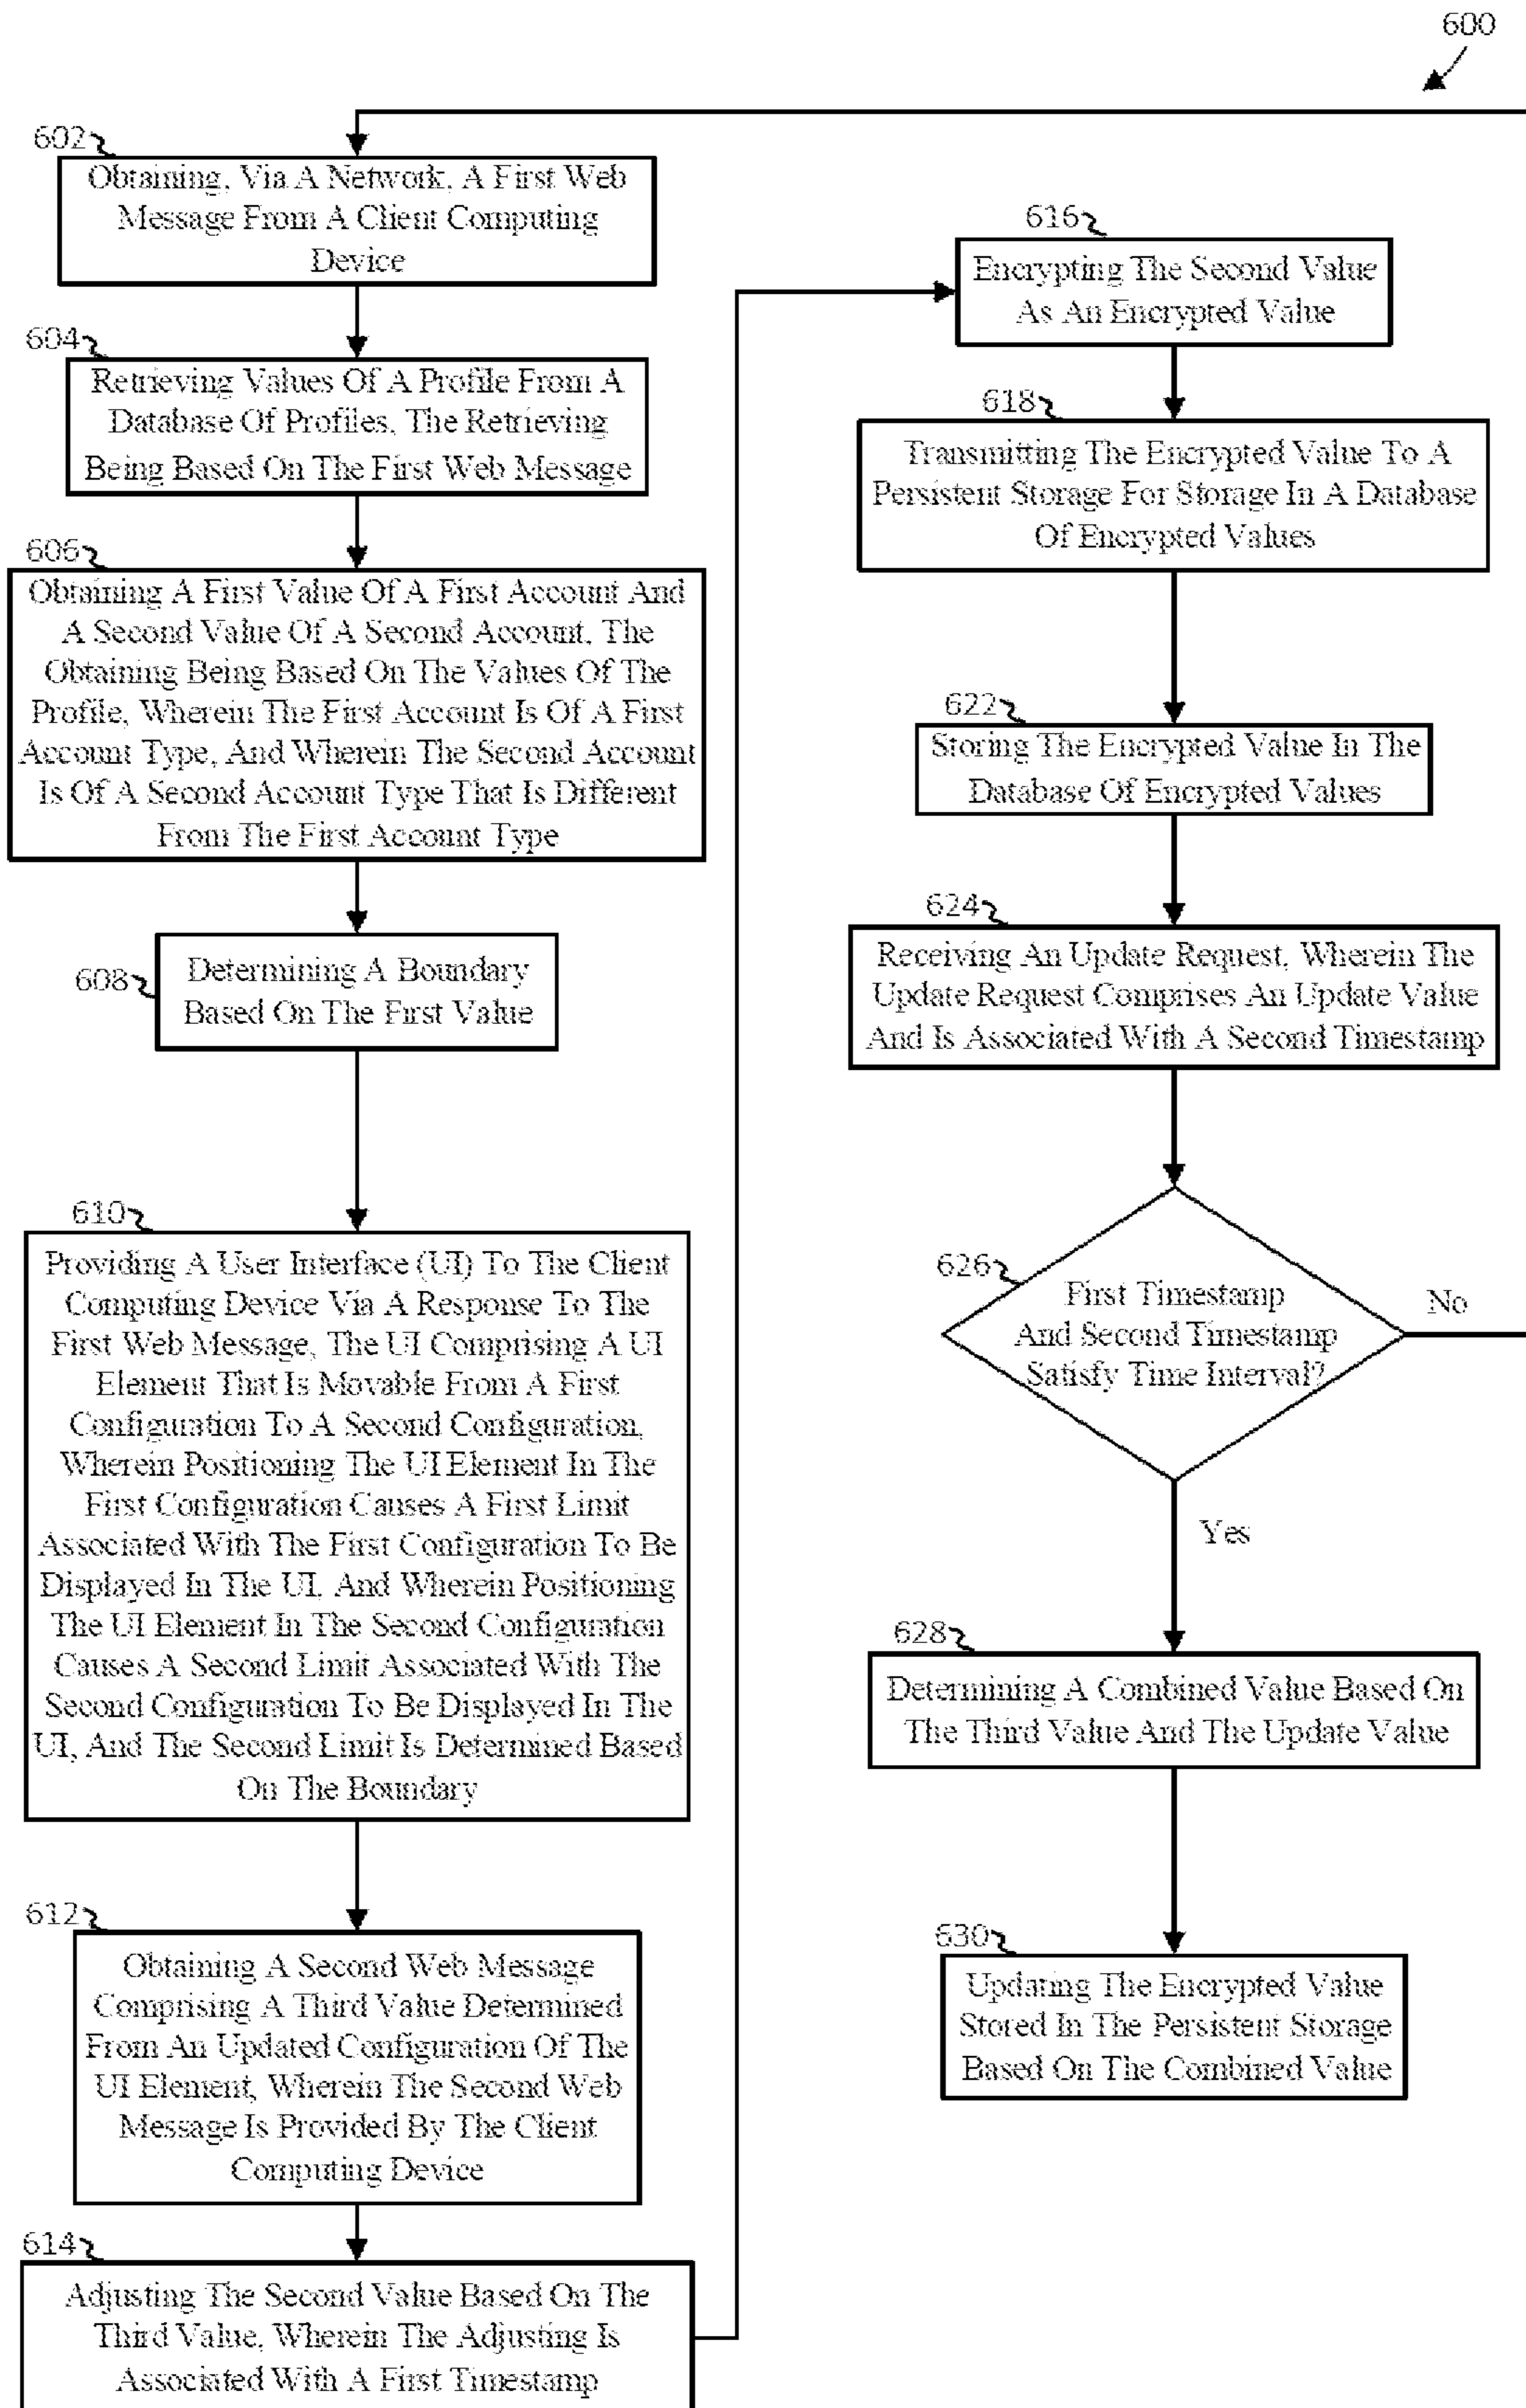 600
602
Obtaining, Via A Network, A First Web
Message From A Client Computing
Device
604
Retrieving Values Of A Profile From A
Database Of Profiles, The Retrieving
Being Based On The First Web Message
606
Obtaining A First Value Of A First Account And
A Second Value Of A Second Account, The
Obtaining Being Based On The Values Of The
Profile, Wherein The First Account Is Of A First
Account Type, And Wherein The Second Account
Is Of A Second Account Type That Is Different
From The First Account Type
608
Determining A Boundary
Based On The First Value
610
Providing A User Interface (UI) To The Client
Computing Device Via A Response To The
First Web Message, The UI Comprising A UI
Element That Is Movable From A First
Configuration To A Second Configuration,
Wherein Positioning The UI Element In The
First Configuration Causes A First Limit
Associated With The First Configuration To Be
Displayed In The UI, And Wherein Positioning
The UI Element In The Second Configuration
Causes A Second Limit Associated With The
Second Configuration To Be Displayed In The
UI, And The Second Limit Is Determined Based
On The Boundary
612
Obtaining A Second Web Message
Comprising A Third Value Determined
From An Updated Configuration Of The
UI Element, Wherein The Second Web
Message Is Provided By The Client
Computing Device
614
Adjusting The Second Value Based On The
Third Value, Wherein The Adjusting Is
Associated With A First Timestamp
616
Encrypting The Second Value
As An Encrypted Value
618
Transmitting The Encrypted Value To A
Persistent Storage For Storage In A Database
Of Encrypted Values
622
Storing The Encrypted Value In The
Database Of Encrypted Values
624
Receiving An Update Request, Wherein The
Update Request Comprises An Update Value
And Is Associated With A Second Timestamp
626
First Timestamp
And Second Timestamp
Satisfy Time Interval?
No
Yes
628
Determining A Combined Value Based On
The Third Value And The Update Value
630
Updating The Encrypted Value
Stored In The Persistent Storage
Based On The Combined Value